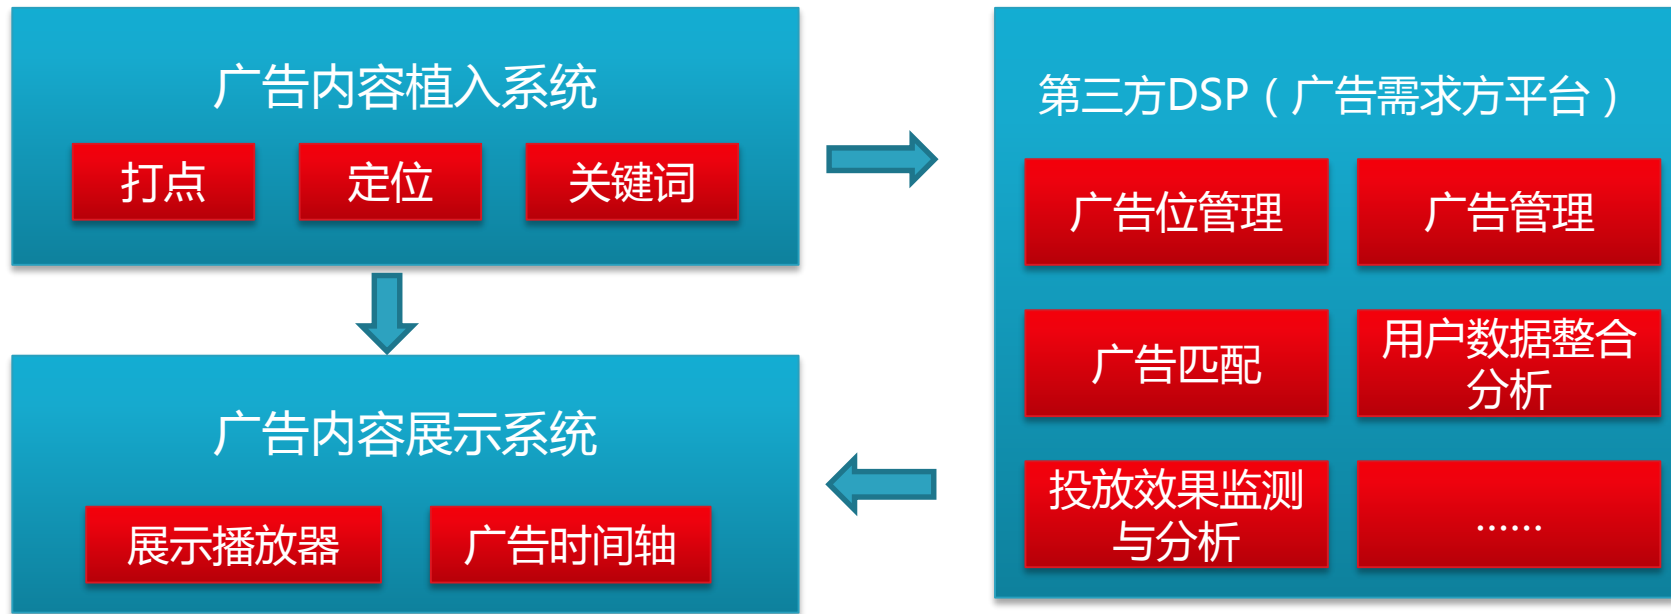 广告内容植入系统
打点
定位
关键词
第三方DSP（广告需求方平台）
广告位管理
广告管理
广告匹配
用户数据整合
分析
投放效果监测
与分析
......
广告内容展示系统
展示播放器
广告时间轴